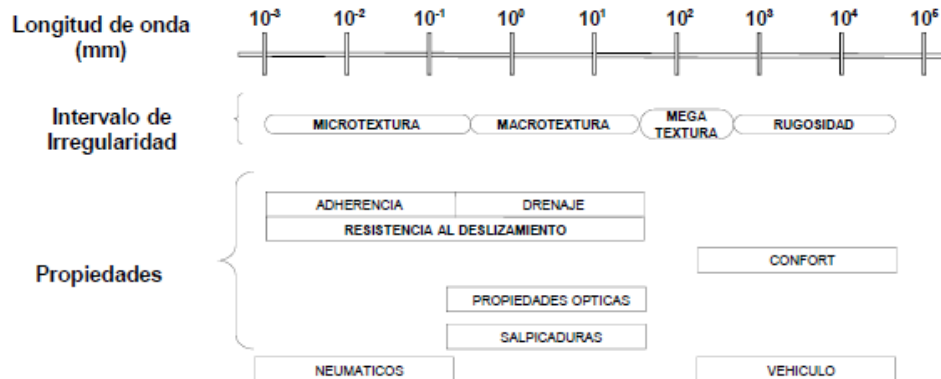 Longitud de onda
(mm)
10⁻³ 10⁻² 10⁻¹ 10⁰ 10¹ 10² 10³ 10⁴ 10⁵
Intervalo de
Irregularidad
MICROTEXTURA MACROTEXTURA MEGA
TEXTURA RUGOSIDAD
Propiedades
ADHERENCIA DRENAJE
RESISTENCIA AL DESLIZAMIENTO
CONFORT
PROPIEDADES OPTICAS
SALPICADURAS
NEUMATICOS VEHICULO